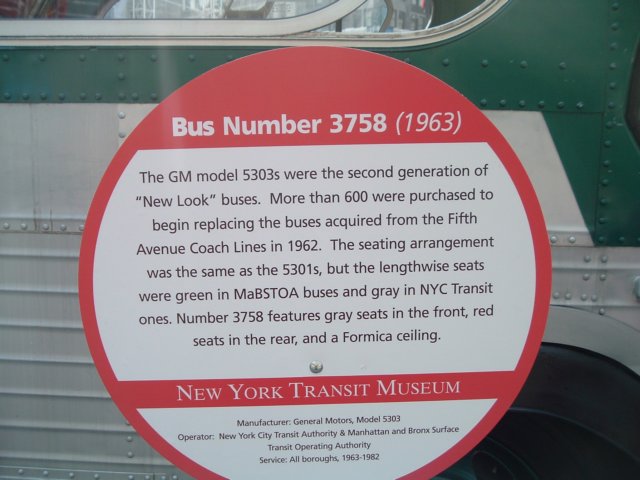 Bus Number 3758 (1963)
The GM model 5303s were the second generation of
"New Look" buses. More than 600 were purchased to
begin replacing the buses acquired from the Fifth
Avenue Coach Lines in 1962. The seating arrangement
was the same as the 5301s, but the lengthwise seats
were green in MaBSTOA buses and gray in NYC Transit
ones. Number 3758 features gray seats in the front, red
seats in the rear, and a Formica ceiling.
NEW YORK TRANSIT MUSEUM
Manufacturer: General Motors, Model 5303
Operator: New York City Transit Authority & Manhattan and Bronx Surface
Transit Operating Authority
Service: All boroughs, 1963-1982